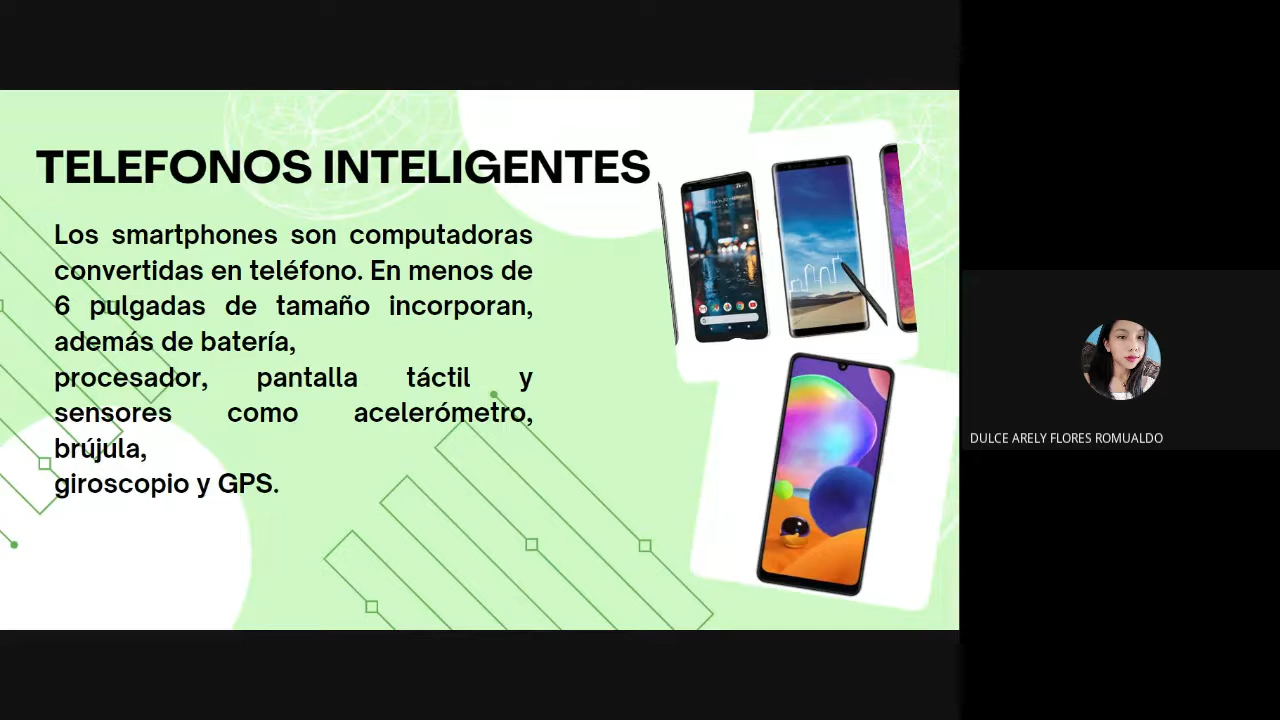 TELEFONOS INTELIGENTES
Los smartphones son computadoras
convertidas en teléfono. En menos de
6 pulgadas de tamaño incorporan,
además de batería,
procesador, pantalla táctil y
sensores como acelerómetro,
brújula,
giroscopio y GPS.
DULCE ARELY FLORES ROMUALDO